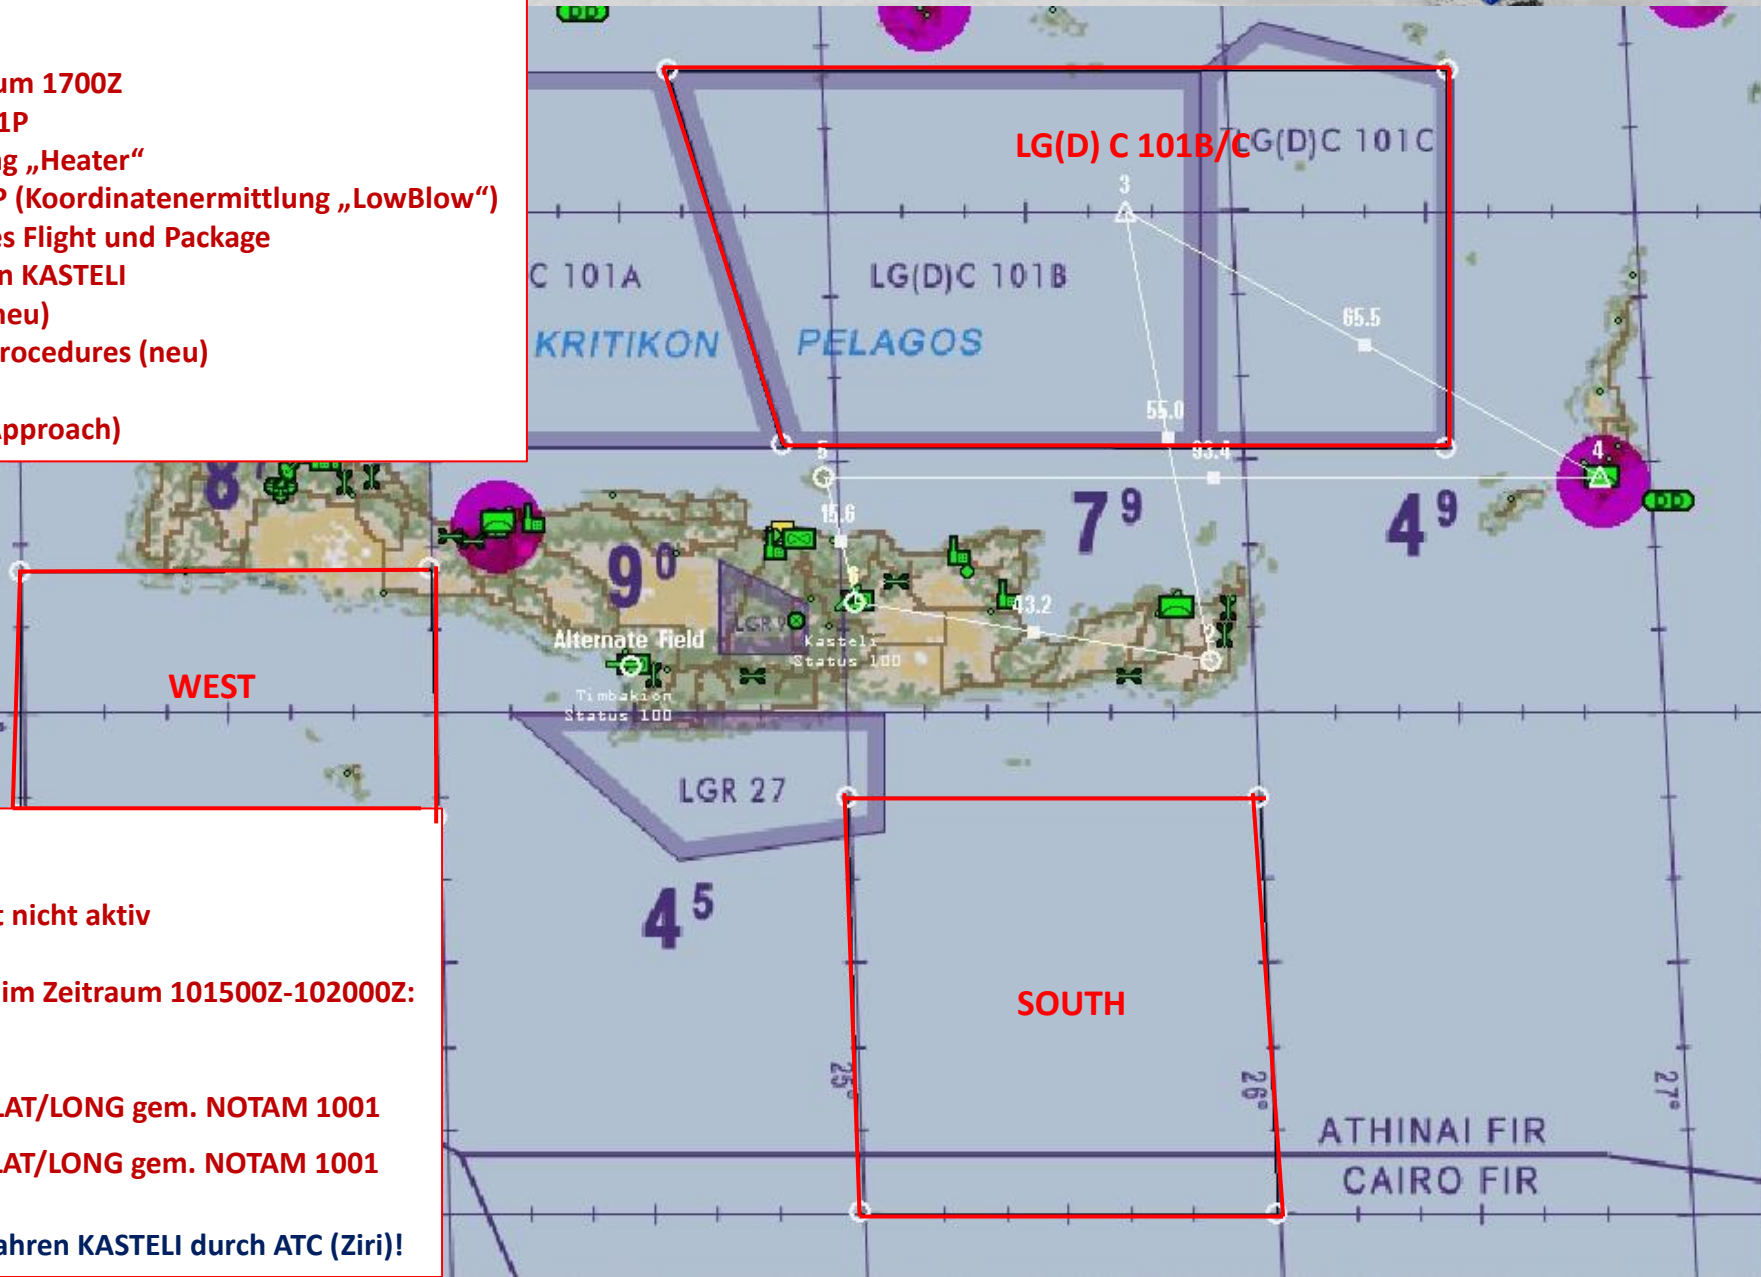 um 1700Z
1P
ng „Heater“
P (Koordinatenermittlung „LowBlow“)
es Flight und Package
n KASTELI
neu)
rocedures (neu)
Approach)
LG(D) C 101B/C
LG(D)C 101C
3
C 101A
LG(D)C 101B
65.5
KRITIKON PELAGOS
55.0
93.4
5
4
15.6
7 9
4 9
9 0
6
43.2
2
LGR 9
Alternate Field
Kasteli
Status 100
Timbakion
Status 100
WEST
LGR 27
4 5
t nicht aktiv
im Zeitraum 101500Z-102000Z:
SOUTH
25°
26°
27°
LAT/LONG gem. NOTAM 1001
ATHINAI FIR
LAT/LONG gem. NOTAM 1001
CAIRO FIR
ahren KASTELI durch ATC (Ziri)!